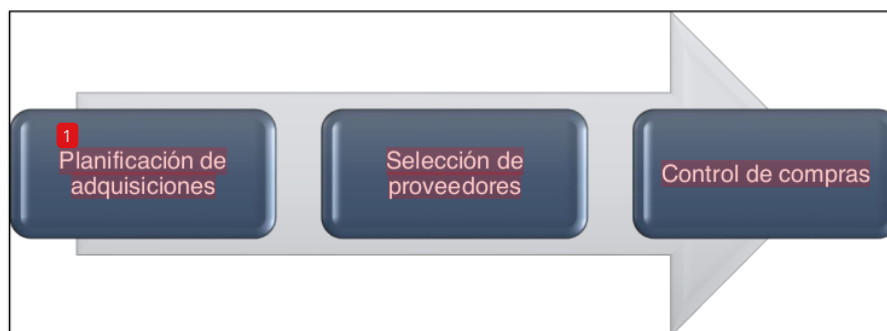 1
Planificación de
adquisiciones
Selección de
proveedores
Control de compras